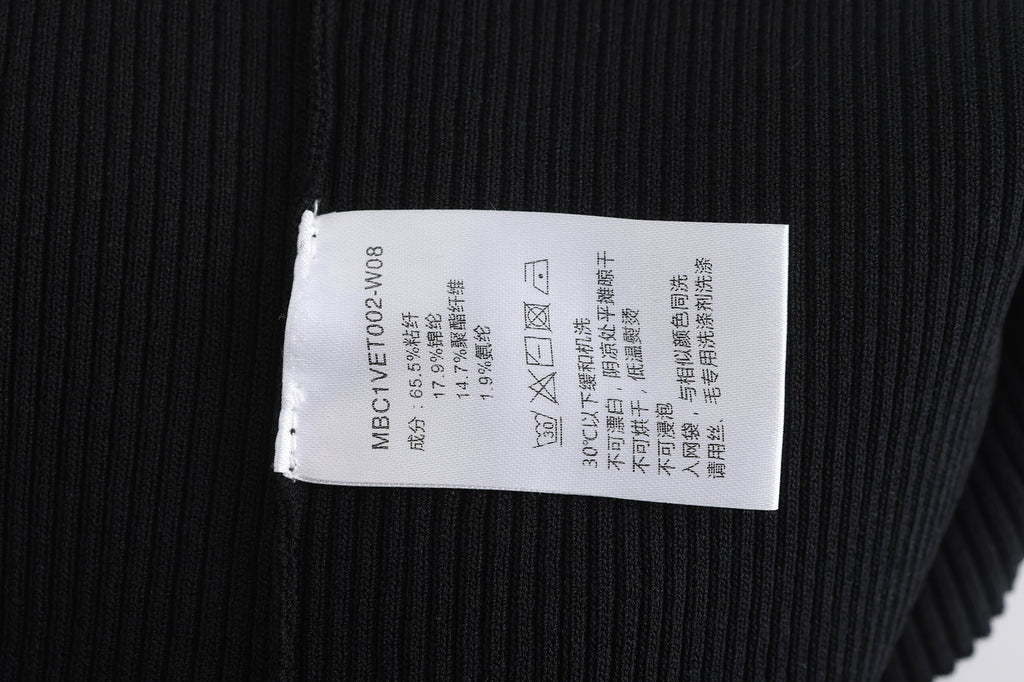 MBC1VET002-W08
成分：65.5%粘纤
17.9%锦纶
14.7%聚酯纤维
1.9%氨纶
30
30℃以下缓和机洗
不可漂白，阴凉处平摊晾干
不可烘干，低温熨烫
不可浸泡
入网袋，与相似颜色同洗
请用丝、毛专用洗涤剂洗涤